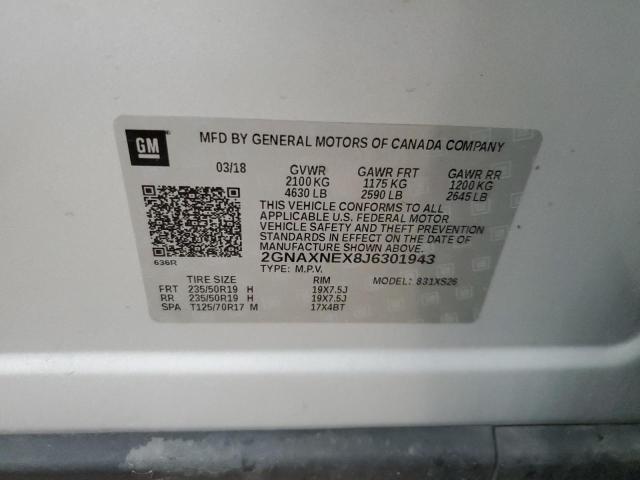 GM
MFD BY GENERAL MOTORS OF CANADA COMPANY
03/18 GVWR GAWR FRT GAWR RR
2100 KG 1175 KG 1200 KG
4630 LB 2590 LB 2645 LB
THIS VEHICLE CONFORMS TO ALL
APPLICABLE U.S. FEDERAL MOTOR
VEHICLE SAFETY AND THEFT PREVENTION
STANDARDS IN EFFECT ON THE DATE OF
MANUFACTURE SHOWN ABOVE.
636R
2GNAXNEX8J6301943
TYPE: M.P.V. MODEL: 831XS26
TIRE SIZE RIM
FRT 235/50R19 H 19X7.5J
RR 235/50R19 H 19X7.5J
SPA T125/70R17 M 17X4BT